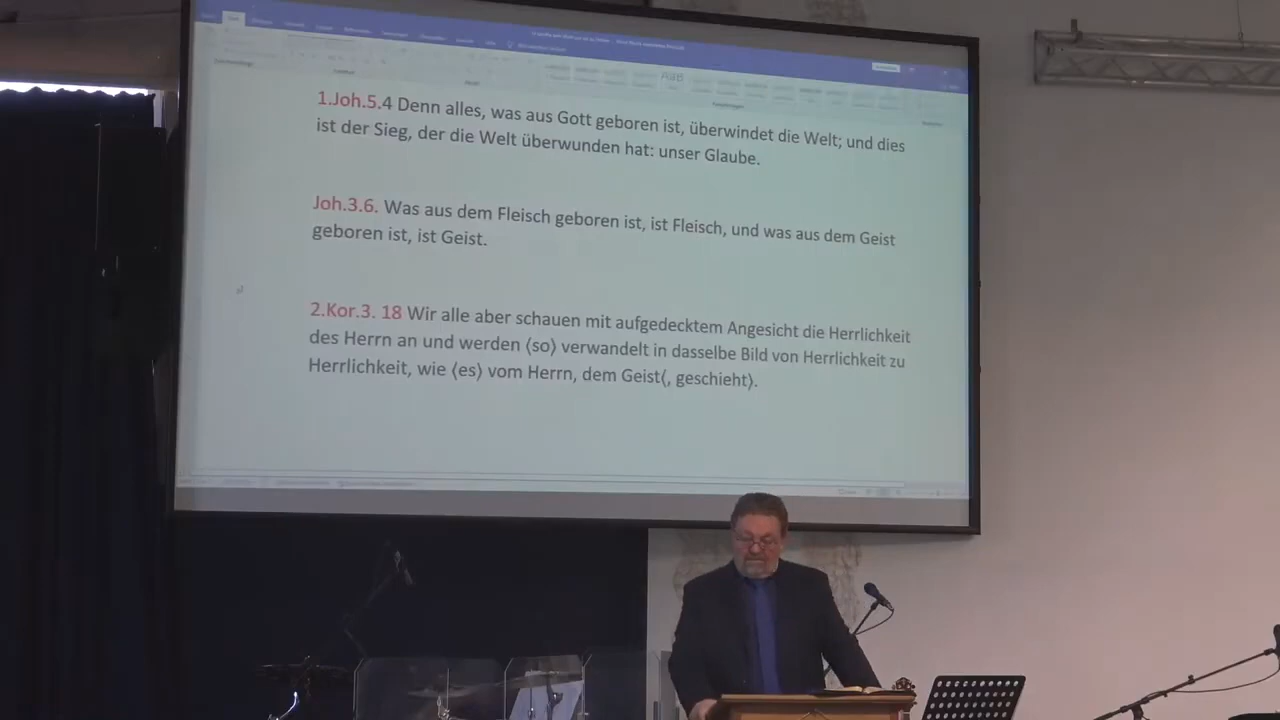 1.Joh.5.4 Denn alles, was aus Gott geboren ist, überwindet die Welt; und dies
ist der Sieg, der die Welt überwunden hat: unser Glaube.
Joh.3.6. Was aus dem Fleisch geboren ist, ist Fleisch, und was aus dem Geist
geboren ist, ist Geist.
2.Kor.3. 18 Wir alle aber schauen mit aufgedecktem Angesicht die Herrlichkeit
des Herrn an und werden ⟨so⟩ verwandelt in dasselbe Bild von Herrlichkeit zu
Herrlichkeit, wie ⟨es⟩ vom Herrn, dem Geist⟨, geschieht⟩.